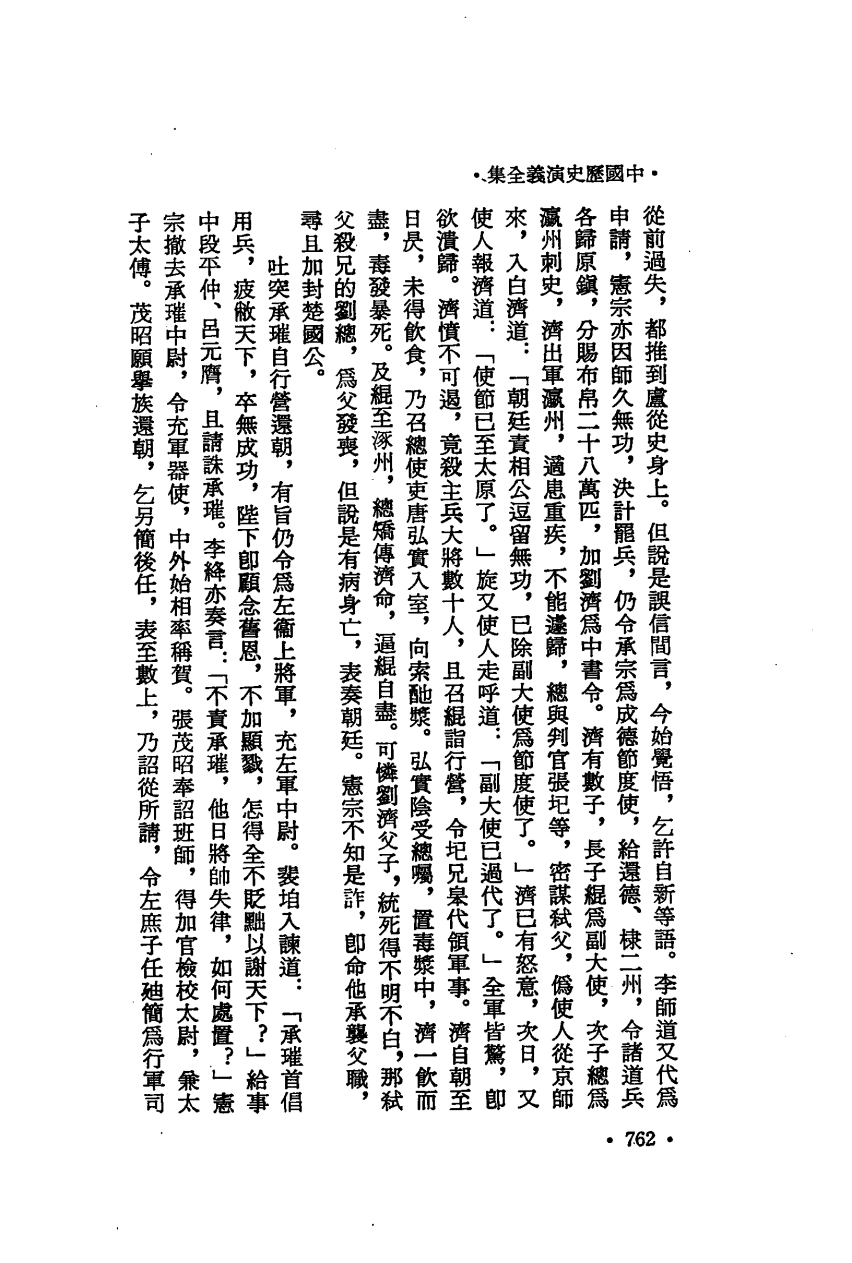 ·中國歷史演義全集·
從前過失，都推到盧從史身上。但說是誤信閒言，今始覺悟，乞許自新等語。李師道又代爲
申請，憲宗亦因師久無功，決計罷兵，仍令承宗爲成德節度使，給還德、棣二州，令諸道兵
各歸原鎮，分賜布帛二十八萬匹，加劉濟爲中書令。濟有數子，長子緄爲副大使，次子總爲
瀛州刺史，濟出軍瀛州，適患重疾，不能遽歸，總與判官張玘等，密謀弒父，僞使人從京師
來，入白濟道：「朝廷責相公逗留無功，已除副大使爲節度使了。」濟已有怒意，次日，又
使人報濟道：「使節已至太原了。」旋又使人走呼道：「副大使已過代了。」全軍皆驚，卽
欲潰歸。濟憤不可遏，竟殺主兵大將數十人，且召緄詣行營，令玘兄臯代領軍事。濟自朝至
日昃，未得飲食，乃召總使吏唐弘實入室，向索酏漿。弘實陰受總囑，置毒漿中，濟一飲而
盡，毒發暴死。及緄至涿州，總矯傳濟命，逼緄自盡。可憐劉濟父子，統死得不明不白，那弒
父殺兄的劉總，爲父發喪，但說是有病身亡，表奏朝廷。憲宗不知是詐，卽命他承襲父職，
尋且加封楚國公。
吐突承璀自行營還朝，有旨仍令爲左衞上將軍，充左軍中尉。裴垍入諫道：「承璀首倡
用兵，疲敝天下，卒無成功，陛下卽顧念舊恩，不加顯戮，怎得全不貶黜以謝天下？」給事
中段平仲、呂元膺，且請誅承璀。李絳亦奏言：「不責承璀，他日將帥失律，如何處置？」憲
宗撤去承璀中尉，令充軍器使，中外始相率稱賀。張茂昭奉詔班師，得加官檢校太尉，兼太
子太傅。茂昭願擧族還朝，乞另簡後任，表至數上，乃詔從所請，令左庶子任迪簡爲行軍司
·762·